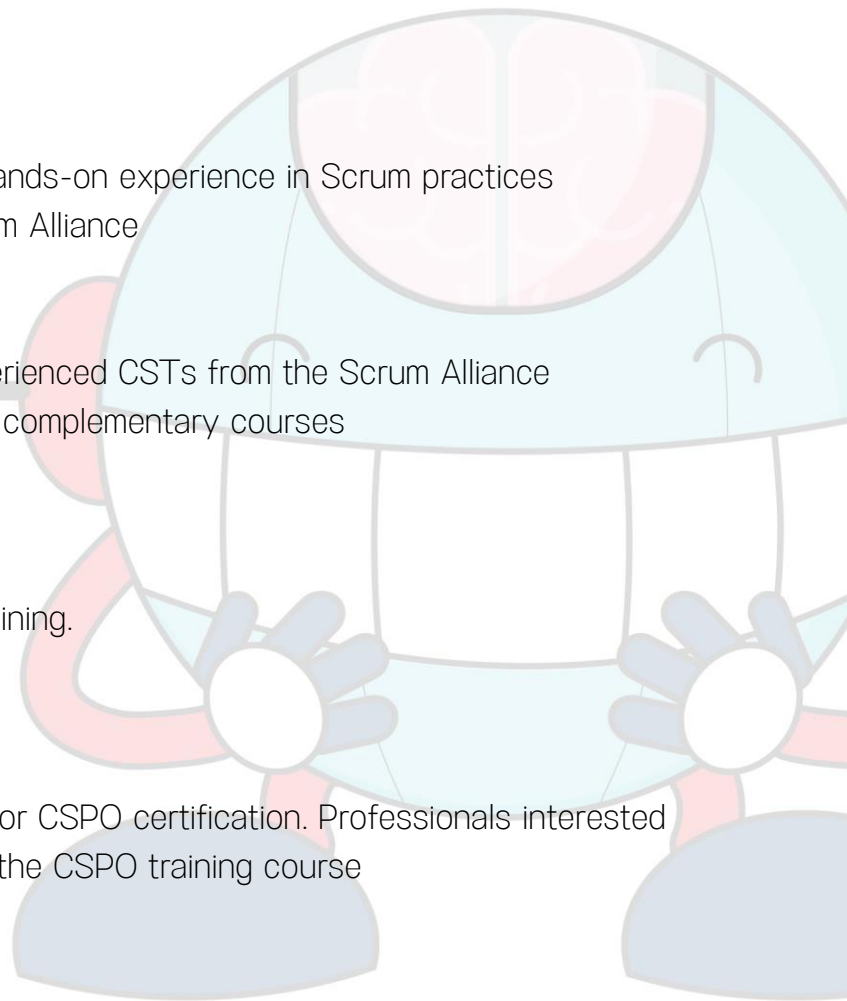 ands-on experience in Scrum practices
m Alliance
erienced CSTs from the Scrum Alliance
complementary courses
ining.
or CSPO certification. Professionals interested
the CSPO training course